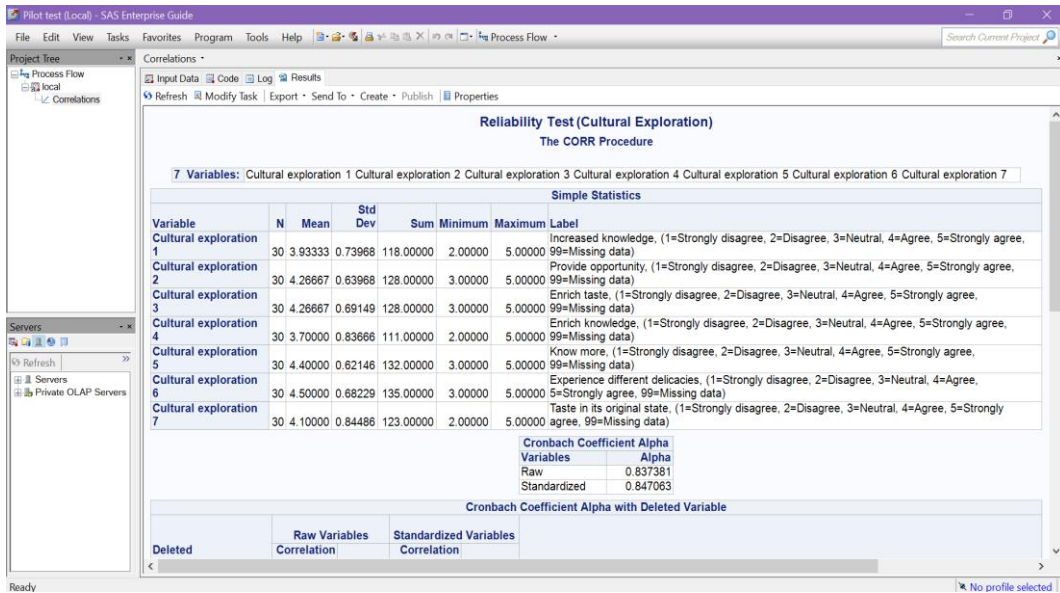 Pilot test (Local) - SAS Enterprise Guide
File Edit View Tasks Favorites Program Tools Help Process Flow Search Current Project
Project Tree
Process Flow
local
Correlations
Servers
Refresh
Servers
Private OLAP Servers
Correlations
Input Data Code Log Results
Refresh Modify Task Export Send To Create Publish Properties
Reliability Test (Cultural Exploration)
The CORR Procedure
7 Variables: Cultural exploration 1 Cultural exploration 2 Cultural exploration 3 Cultural exploration 4 Cultural exploration 5 Cultural exploration 6 Cultural exploration 7
Simple Statistics
Variable N Mean Std Dev Sum Minimum Maximum Label
Cultural exploration 1 30 3.93333 0.73968 118.00000 2.00000 5.00000 Increased knowledge, (1=Strongly disagree, 2=Disagree, 3=Neutral, 4=Agree, 5=Strongly agree, 99=Missing data)
Cultural exploration 2 30 4.26667 0.63968 128.00000 3.00000 5.00000 Provide opportunity, (1=Strongly disagree, 2=Disagree, 3=Neutral, 4=Agree, 5=Strongly agree, 99=Missing data)
Cultural exploration 3 30 4.26667 0.69149 128.00000 3.00000 5.00000 Enrich taste, (1=Strongly disagree, 2=Disagree, 3=Neutral, 4=Agree, 5=Strongly agree, 99=Missing data)
Cultural exploration 4 30 3.70000 0.83666 111.00000 2.00000 5.00000 Enrich knowledge, (1=Strongly disagree, 2=Disagree, 3=Neutral, 4=Agree, 5=Strongly agree, 99=Missing data)
Cultural exploration 5 30 4.40000 0.62146 132.00000 3.00000 5.00000 Know more, (1=Strongly disagree, 2=Disagree, 3=Neutral, 4=Agree, 5=Strongly agree, 99=Missing data)
Cultural exploration 6 30 4.50000 0.68229 135.00000 3.00000 5.00000 Experience different delicacies, (1=Strongly disagree, 2=Disagree, 3=Neutral, 4=Agree, 5=Strongly agree, 99=Missing data)
Cultural exploration 7 30 4.10000 0.84486 123.00000 2.00000 5.00000 Taste in its original state, (1=Strongly disagree, 2=Disagree, 3=Neutral, 4=Agree, 5=Strongly agree, 99=Missing data)
Cronbach Coefficient Alpha
Variables Alpha
Raw 0.837381
Standardized 0.847063
Cronbach Coefficient Alpha with Deleted Variable
Raw Variables Standardized Variables
Deleted Correlation Correlation
Ready No profile selected